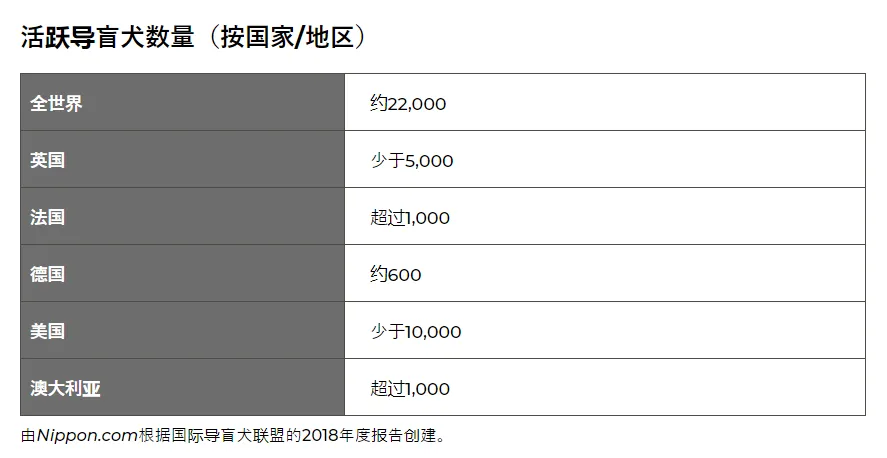 活跃导盲犬数量（按国家/地区）
全世界 约22,000
英国 少于5,000
法国 超过1,000
德国 约600
美国 少于10,000
澳大利亚 超过1,000
由Nippon.com根据国际导盲犬联盟的2018年度报告创建。